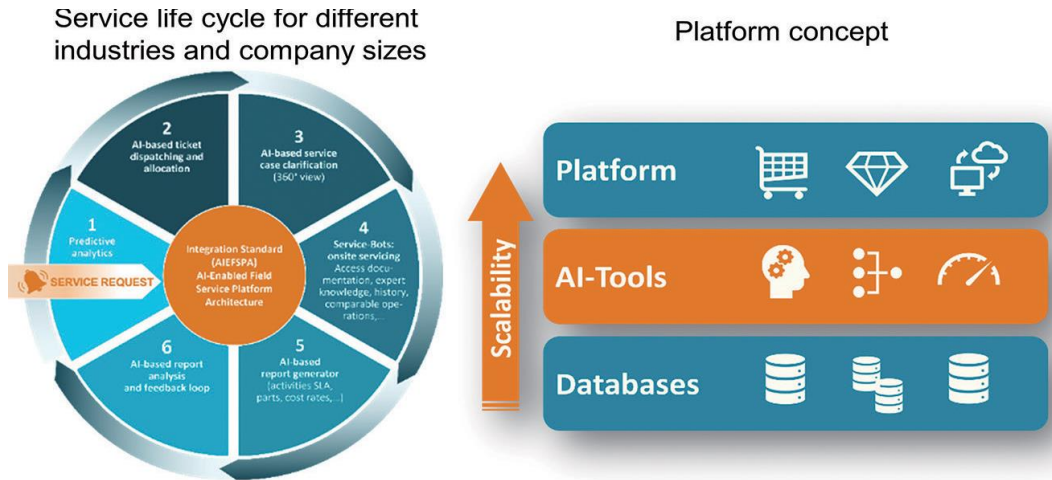 Service life cycle for different
industries and company sizes
Platform concept
2
AI-based ticket
dispatching and
allocation
3
AI-based service
case clarification
(360° view)
1
Predictive
analytics
SERVICE REQUEST
Integration Standard
(AIEFSPA)
AI-Enabled Field
Service Platform
Architecture
4
Service-Bots:
onsite servicing
Access docu-
mentation, expert
knowledge, history,
comparable ope-
rations,...
6
AI-based report
analysis
and feedback loop
5
AI-based
report generator
(activities SLA,
parts, cost rates,...)
Scalability
Platform
AI-Tools
Databases